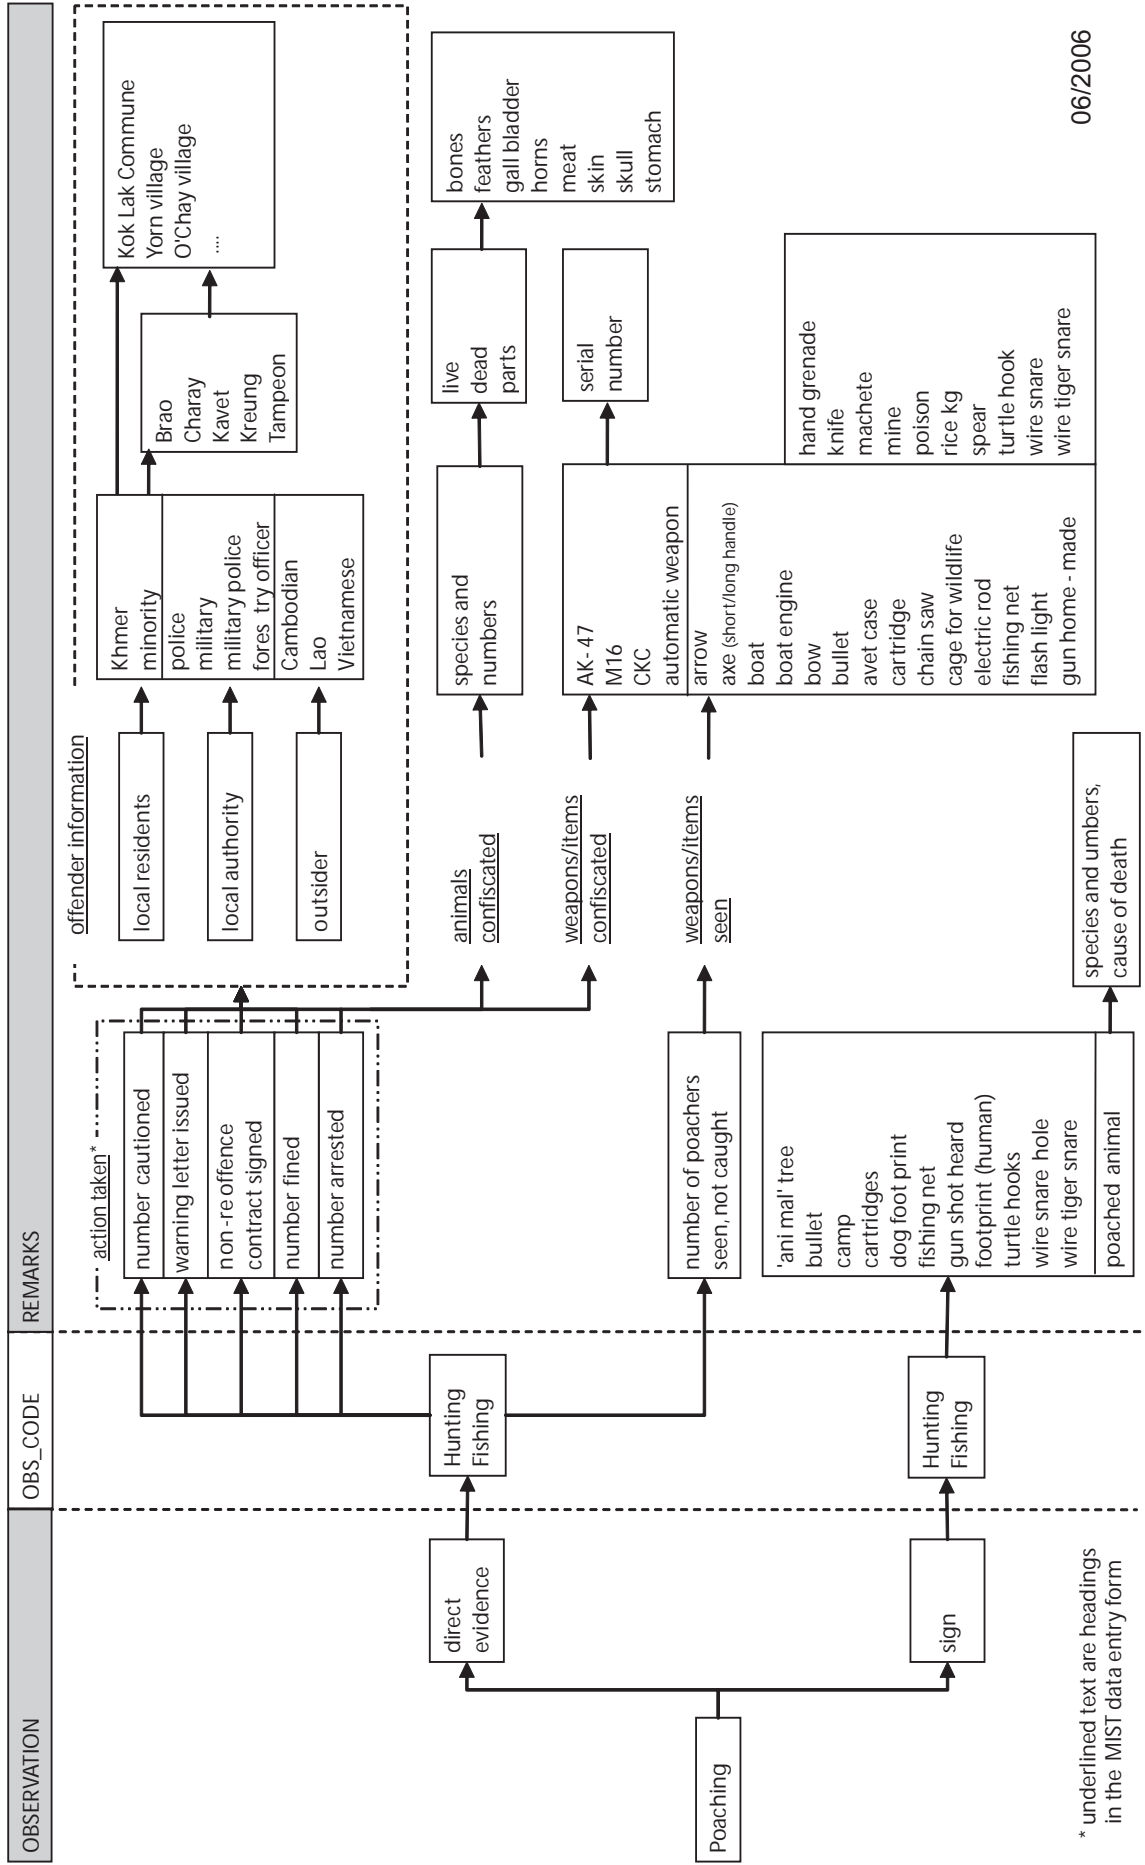 OBSERVATION
OBS_CODE
REMARKS
Poaching
direct
evidence
sign
Hunting
Fishing
Hunting
Fishing
action taken*
number cautioned
warning letter issued
non -re offence
contract signed
number fined
number arrested
number of poachers
seen, not caught
'ani mal' tree
bullet
camp
cartridges
dog foot print
fishing net
gun shot heard
footprint (human)
turtle hooks
wire snare hole
wire tiger snare
poached animal
species and umbers,
cause of death
offender information
local residents
local authority
outsider
Khmer
minority
police
military
military police
fores try officer
Cambodian
Lao
Vietnamese
Brao
Charay
Kavet
Kreung
Tampeon
Kok Lak Commune
Yorn village
O'Chay village
....
animals
confiscated
weapons/items
confiscated
weapons/items
seen
species and
numbers
live
dead
parts
bones
feathers
gall bladder
horns
meat
skin
skull
stomach
AK- 47
M16
CKC
automatic weapon
serial
number
arrow
axe (short/long handle)
boat
boat engine
bow
bullet
avet case
cartridge
chain saw
cage for wildlife
electric rod
fishing net
flash light
gun home - made
hand grenade
knife
machete
mine
poison
rice kg
spear
turtle hook
wire snare
wire tiger snare
* underlined text are headings
in the MIST data entry form
06/2006